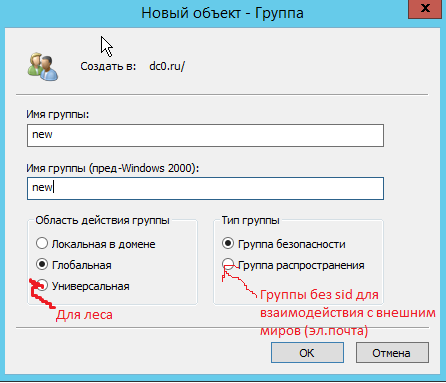 Новый объект - Группа
x
Создать в: dc0.ru/
Имя группы:
new
Имя группы (пред-Windows 2000):
new
Область действия группы
Локальная в домене
Глобальная
Универсальная
Для леса
Тип группы
Группа безопасности
Группа распространения
Группы без sid для
взаимодействия с внешним
миров (эл.почта)
ОК
Отмена